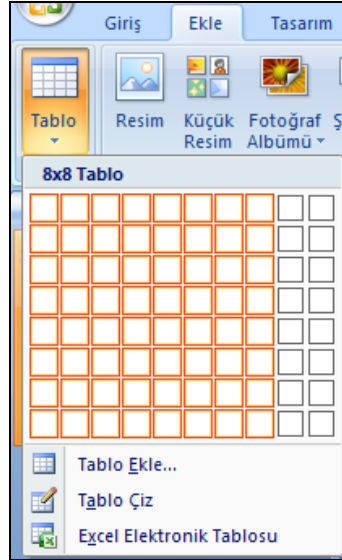 Giriş Ekle Tasarım
Tablo Resim Küçük Resim Fotoğraf Albümü Ş
8x8 Tablo
Tablo Ekle...
Tablo Çiz
Excel Elektronik Tablosu